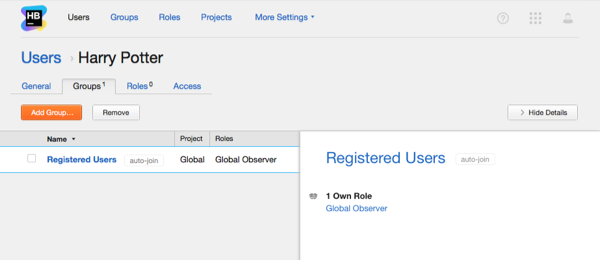 HB
Users Groups Roles Projects More Settings
Users Harry Potter
General Groups 1 Roles 0 Access
Add Group... Remove Hide Details
Name Project Roles
Registered Users auto-join Global Global Observer
Registered Users auto-join
1 Own Role
Global Observer